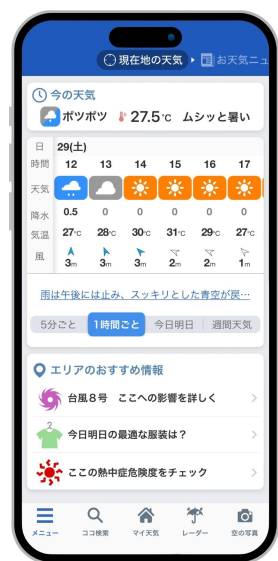 現在地の天気 お天気ニュ
今の天気
ポツポツ 27.5℃ ムシッと暑い
日 29(土)
時間 12 13 14 15 16 17
天気
降水 0.5 0 0 0 0 0
気温 27℃ 28℃ 30℃ 31℃ 29℃ 27℃
風 3m 3m 3m 2m 2m 1m
雨は午後には止み、スッキリとした青空が戻…
5分ごと 1時間ごと 今日明日 週間天気
エリアのおすすめ情報
台風8号 ここへの影響を詳しく
今日明日の最適な服装は？
ここの熱中症危険度をチェック
メニュー ココ検索 マイ天気 レーダー 空の写真